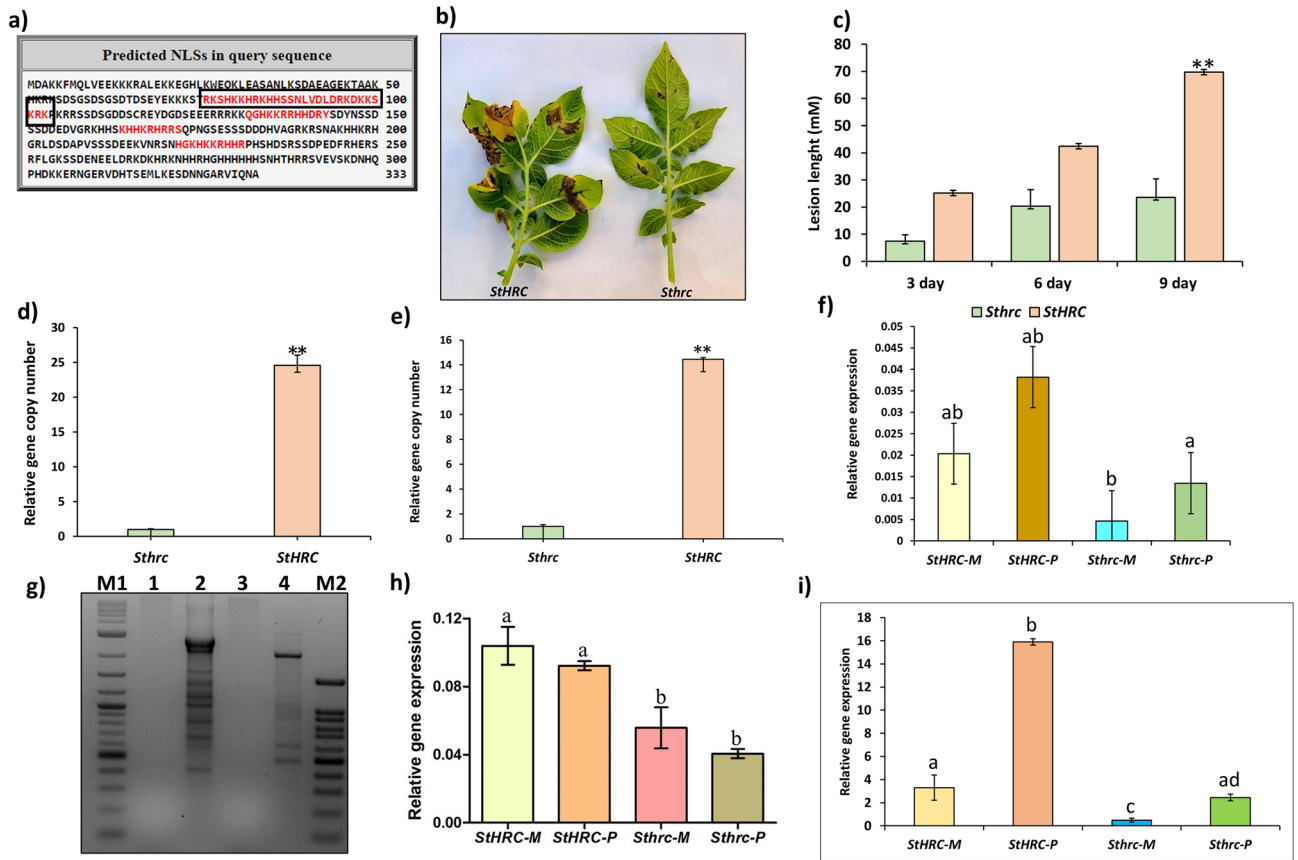 a)
Predicted NLSs in query sequence
MDAKKFMQLVEEKKKRALEKKEGHLKWEQKLEASANLKSDAEAGEKTAAK 50
HKRHSDSGSDSGSDTDSEYEKKKSTRKSHKKHRKHHSSNLVDLDRKDKKS 100
KRKPKRRSSDSGDDSCREYDGDSEEERRRKKQGHKKRRHHDRYSDYNSSD 150
SSDDEDVGRKHHSKHHKRHRRSQPNGSESSSDDDHVAGRKRSNAKHHKRH 200
GRLDSDAPVSSSDEEKVNRSNHGKHKKRHHRPHSHDSRSSDPEDFRHERS 250
RFLGKSSDENEELDRKDKHRKNHHRHGHHHHHHSNHTHRRSVEVSKDNHQ 300
PHDKKERNGERVDHTSEMLKESDNNGARVIQNA 333
b)
StHRC Sthrc
c)
Lesion lenght (mM)
80
70
60
50
40
30
20
10
0
**
3 day 6 day 9 day
Sthrc StHRC
d)
Relative gene copy number
30
25
20
15
10
5
0
**
Sthrc StHRC
e)
Relative gene copy number
16
14
12
10
8
6
4
2
0
**
Sthrc StHRC
f)
Relative gene expression
0.05
0.045
0.04
0.035
0.03
0.025
0.02
0.015
0.01
0.005
0
ab ab b a
StHRC-M StHRC-P Sthrc-M Sthrc-P
g)
M1 1 2 3 4 M2
h)
Relative gene expression
0.12
0.08
0.04
0.00
a a b b
StHRC-M StHRC-P Sthrc-M Sthrc-P
i)
Relative gene expression
18
16
14
12
10
8
6
4
2
0
a b c ad
StHRC-M StHRC-P Sthrc-M Sthrc-P